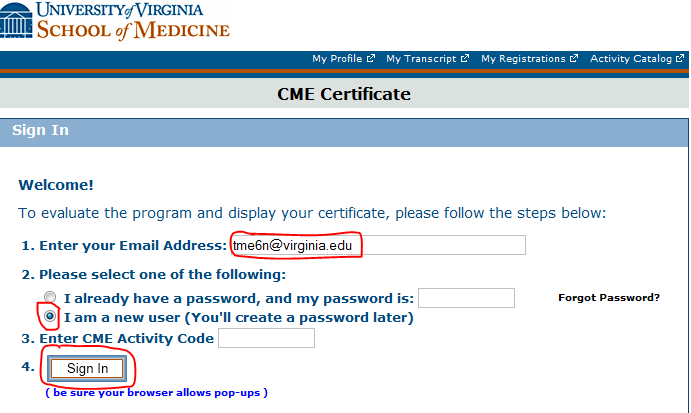 UNIVERSITY of VIRGINIA
SCHOOL of MEDICINE
My Profile My Transcript My Registrations Activity Catalog
CME Certificate
Sign In
Welcome!
To evaluate the program and display your certificate, please follow the steps below:
1. Enter your Email Address: tme6n@virginia.edu
2. Please select one of the following:
I already have a password, and my password is: Forgot Password?
I am a new user (You'll create a password later)
3. Enter CME Activity Code
4. Sign In
( be sure your browser allows pop-ups )